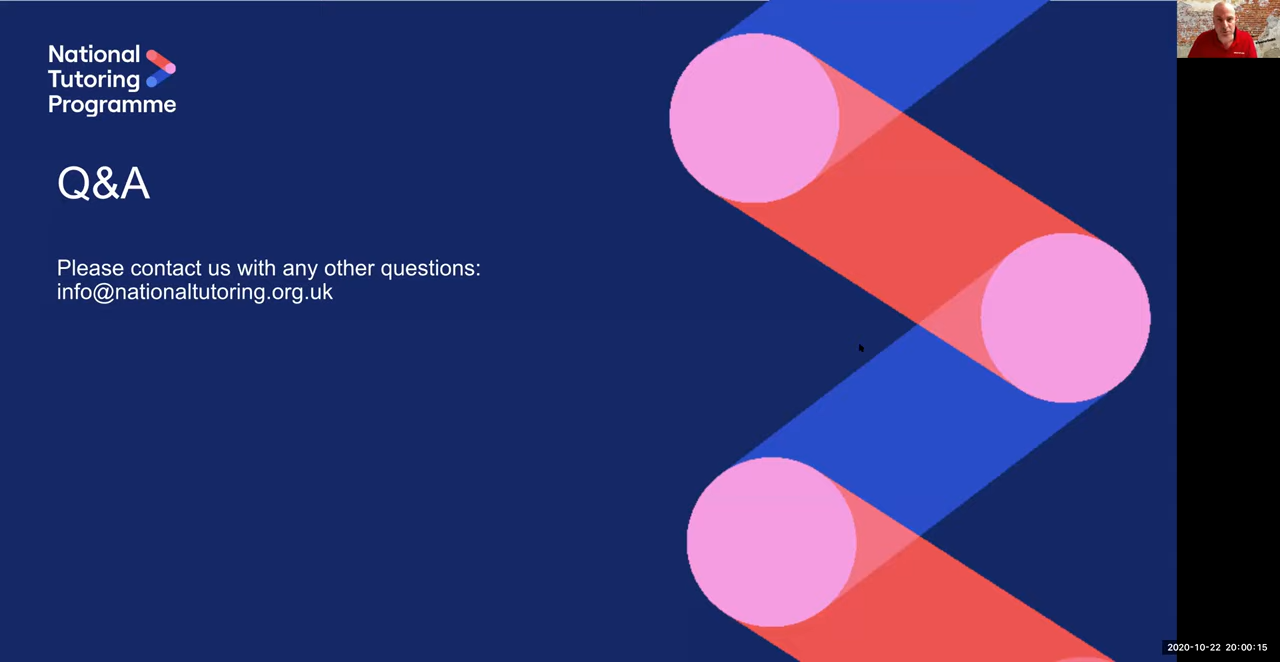 National
Tutoring
Programme
Q&A
Please contact us with any other questions:
info@nationaltutoring.org.uk
2020-10-22 20:00:15